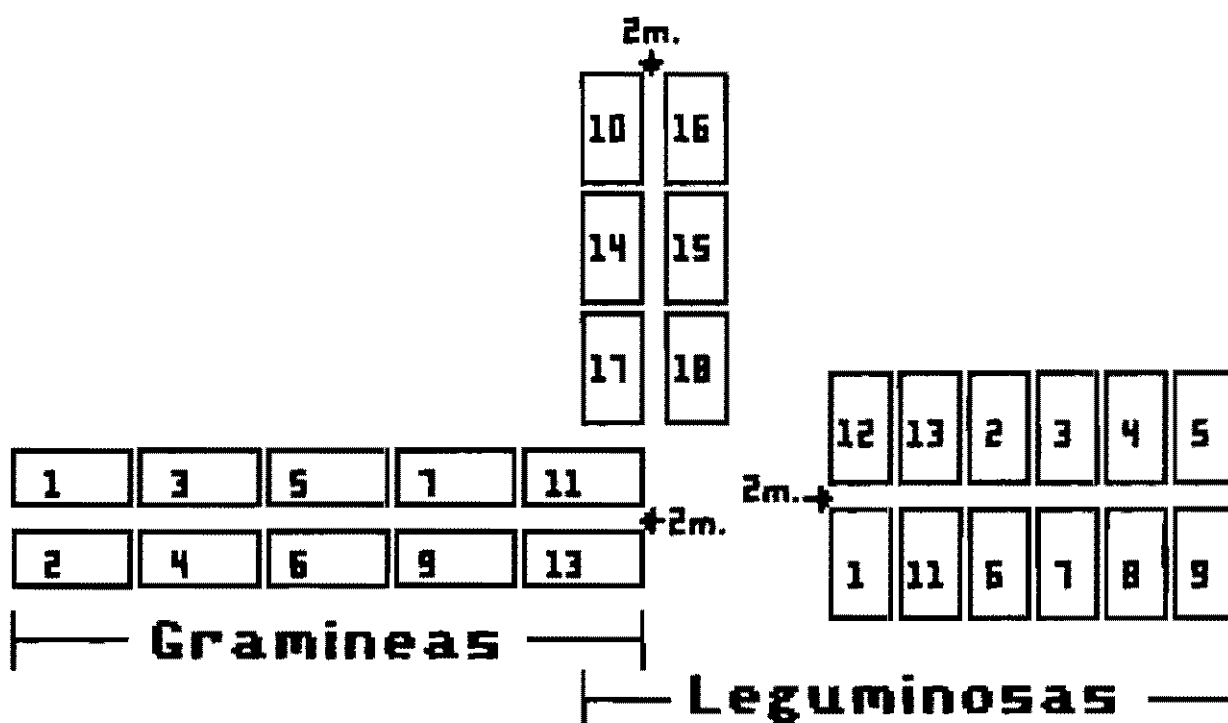 2m.
10 16
14 15
17 18
12 13 2 3 4 5
1 3 5 7 11
2m.
2m.
2 4 6 9 13
1 11 6 7 8 9
Gramineas
Leguminosas